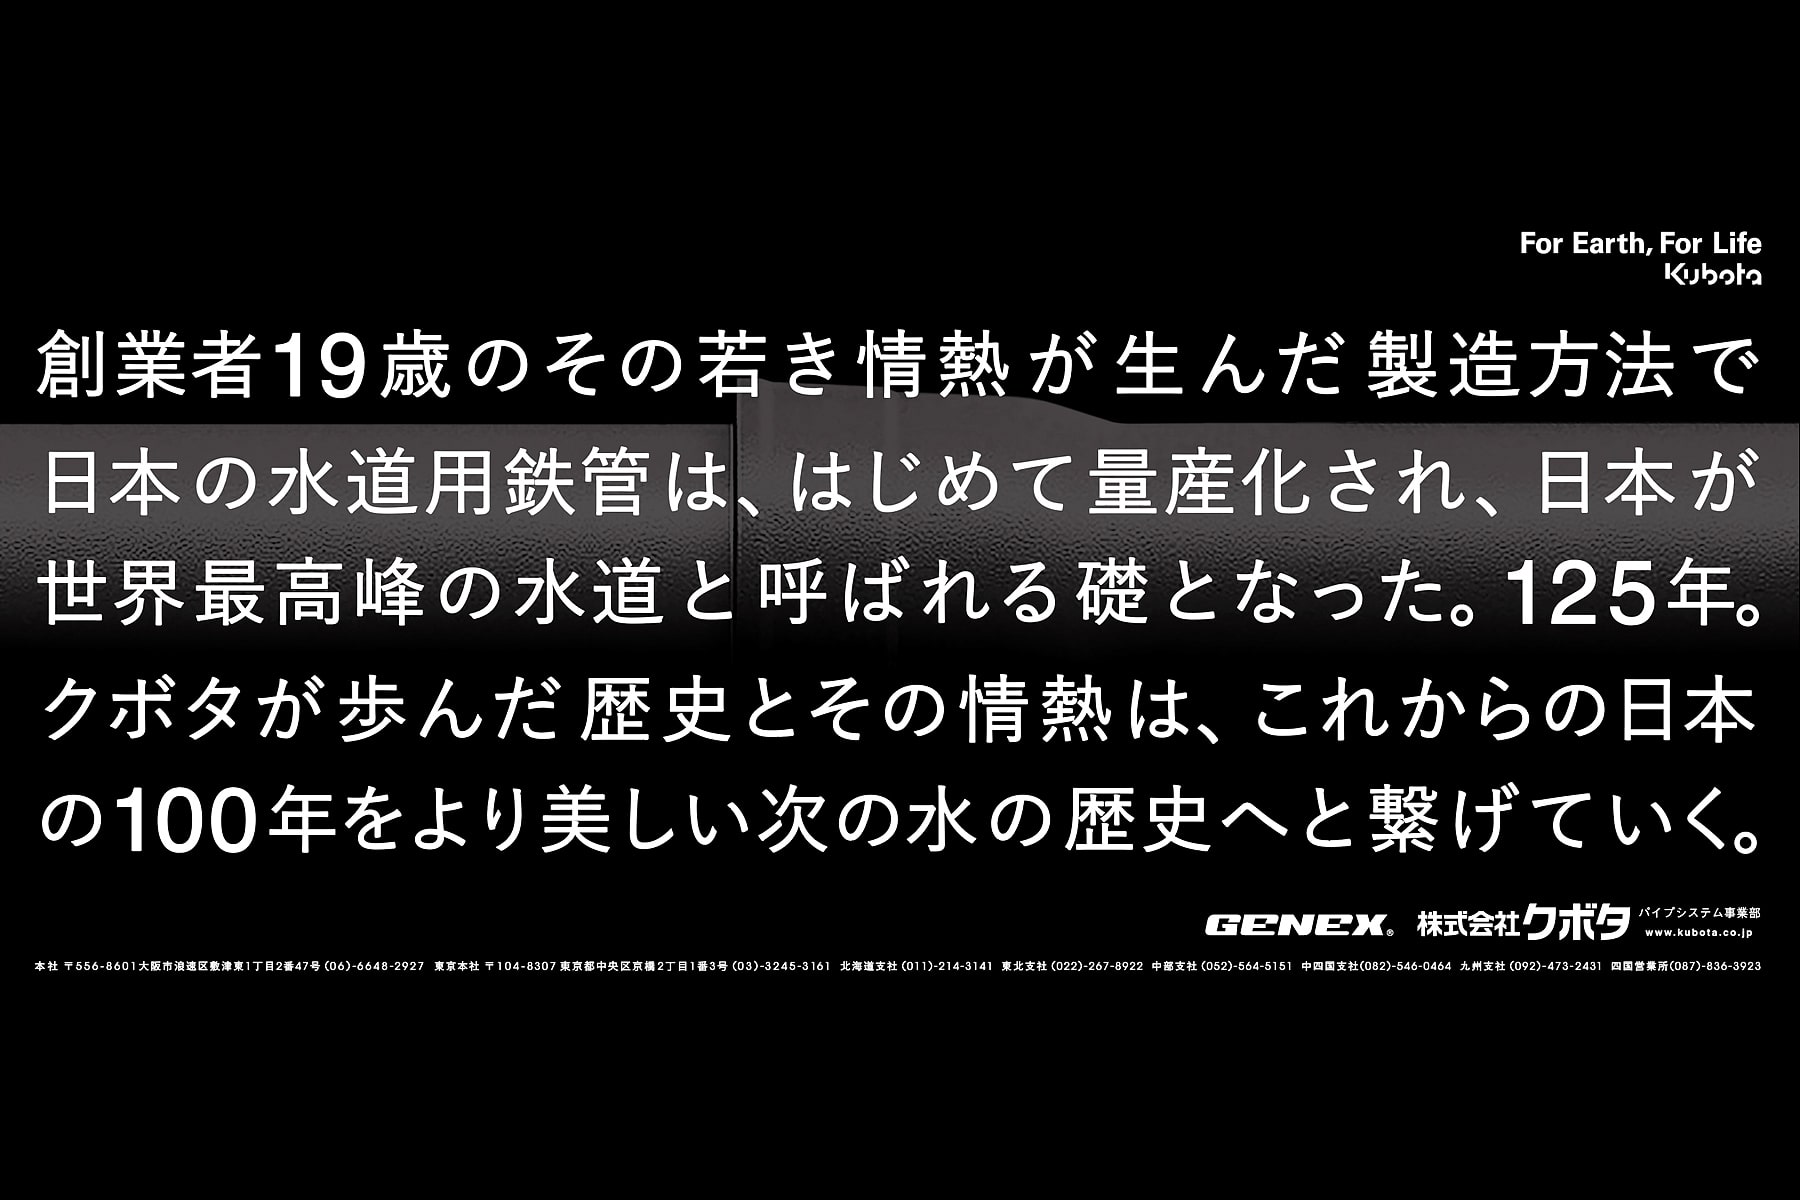 For Earth, For Life
Kubota
創業者19歳のその若き情熱が生んだ製造方法で
日本の水道用鉄管は、はじめて量産化され、日本が
世界最高峰の水道と呼ばれる礎となった。125年。
クボタが歩んだ歴史とその情熱は、これからの日本
の100年をより美しい次の水の歴史へと繋げていく。
GENEX® 株式会社クボタ パイプシステム事業部
www.kubota.co.jp
本社 〒556-8601大阪市浪速区敷津東1丁目2番47号(06)-6648-2927 東京本社 〒104-8307東京都中央区京橋2丁目1番3号(03)-3245-3161 北海道支社(011)-214-3141 東北支社(022)-267-8922 中部支社(052)-564-5151 中四国支社(082)-546-0464 九州支社(092)-473-2431 四国営業所(087)-836-3923